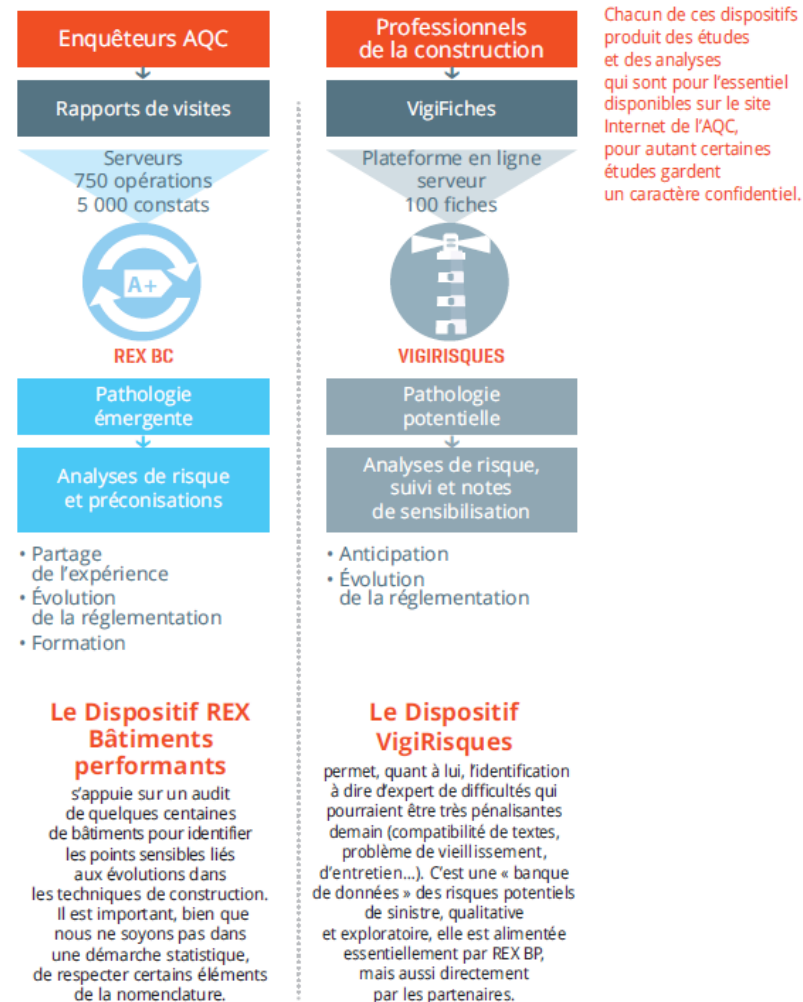 Enquêteurs AQC
Rapports de visites
Serveurs
750 opérations
5 000 constats
A+
REX BC
Pathologie
émergente
Analyses de risque
et préconisations
• Partage
de l’expérience
• Évolution
de la réglementation
• Formation
Le Dispositif REX
Bâtiments
performants
s’appuie sur un audit
de quelques centaines
de bâtiments pour identifier
les points sensibles liés
aux évolutions dans
les techniques de construction.
Il est important, bien que
nous ne soyons pas dans
une démarche statistique,
de respecter certains éléments
de la nomenclature.
Professionnels
de la construction
VigiFiches
Plateforme en ligne
serveur
100 fiches
VIGIRISQUES
Pathologie
potentielle
Analyses de risque,
suivi et notes
de sensibilisation
• Anticipation
• Évolution
de la réglementation
Le Dispositif
VigiRisques
permet, quant à lui, l’identification
à dire d’expert de difficultés qui
pourraient être très pénalisantes
demain (compatibilité de textes,
problème de vieillissement,
d’entretien…). C’est une « banque
de données » des risques potentiels
de sinistre, qualitative
et exploratoire, elle est alimentée
essentiellement par REX BP,
mais aussi directement
par les partenaires.
Chacun de ces dispositifs
produit des études
et des analyses
qui sont pour l’essentiel
disponibles sur le site
Internet de l’AQC,
pour autant certaines
études gardent
un caractère confidentiel.